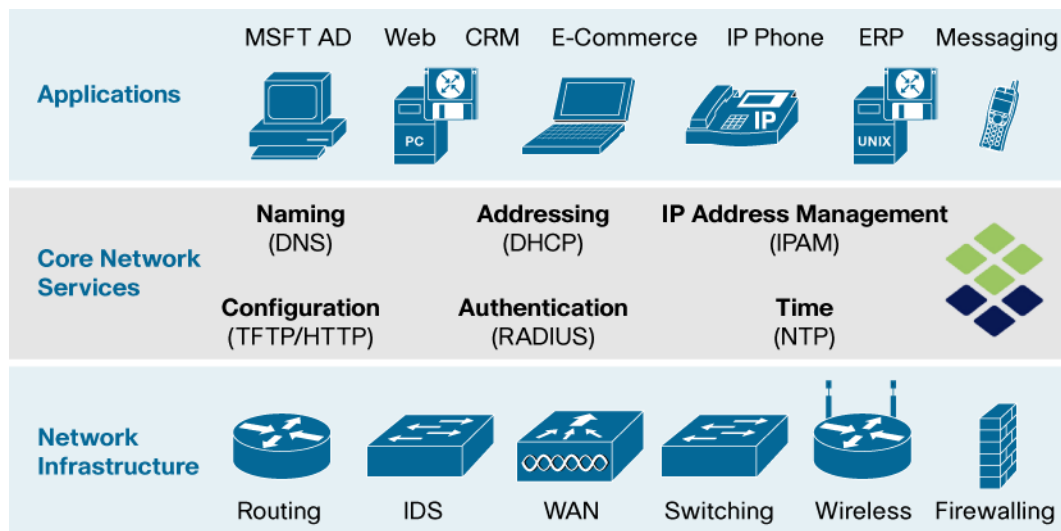 MSFT AD Web CRM E-Commerce IP Phone ERP Messaging
Applications
PC
IP
UNIX
Naming Addressing IP Address Management
(DNS) (DHCP) (IPAM)
Core Network
Services
Configuration Authentication Time
(TFTP/HTTP) (RADIUS) (NTP)
Network
Infrastructure
Routing IDS WAN Switching Wireless Firewalling